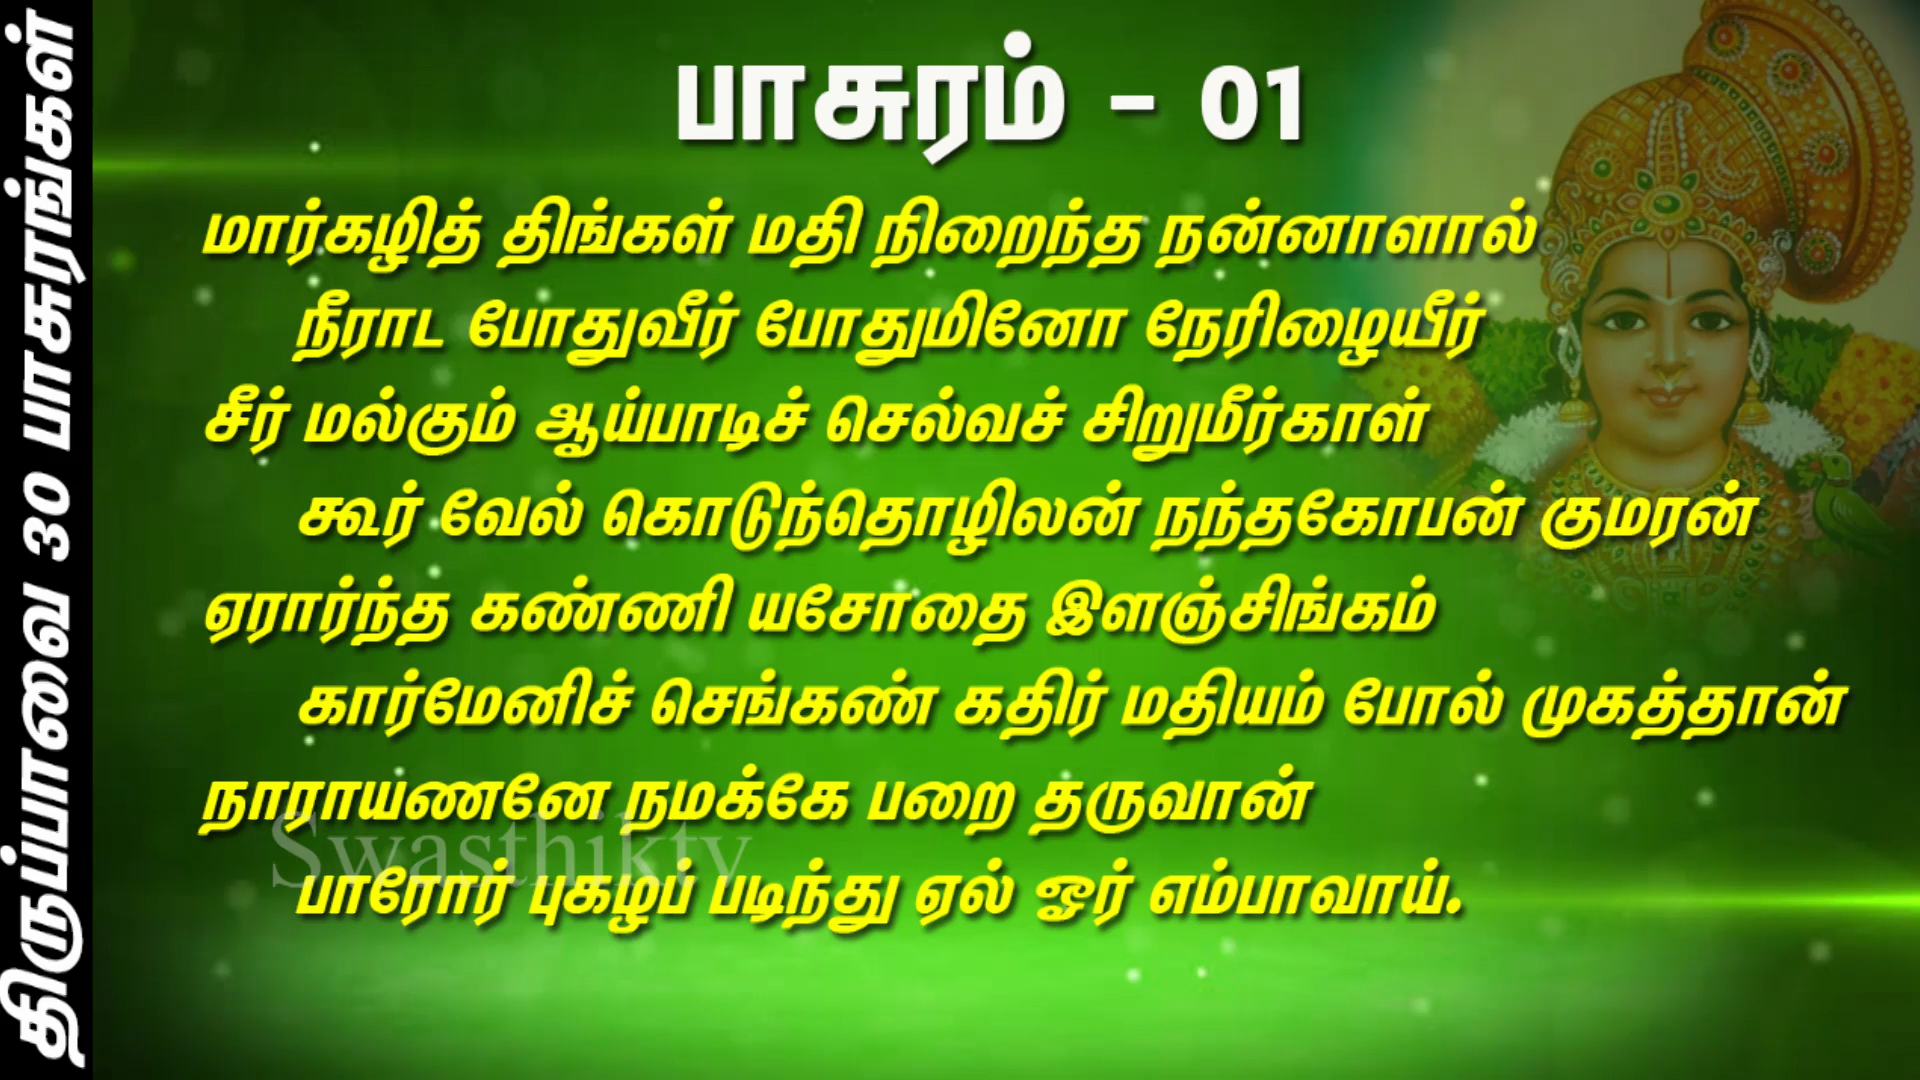 திருப்பாவை 30 பாசுரங்கள்
பாசுரம் - 01
மார்கழித் திங்கள் மதி நிறைந்த நன்னாளால்
நீராட போதுவீர் போதுமினோ நேரிழையீர்
சீர் மல்கும் ஆய்பாடிச் செல்வச் சிறுமீர்காள்
கூர் வேல் கொடுந்தொழிலன் நந்தகோபன் குமரன்
ஏரார்ந்த கண்ணி யசோதை இளஞ்சிங்கம்
கார்மேனிச் செங்கண் கதிர் மதியம் போல் முகத்தான்
நாராயணனே நமக்கே பறை தருவான்
Swasthiktv
பாரோர் புகழப் படிந்து ஏல் ஓர் எம்பாவாய்.